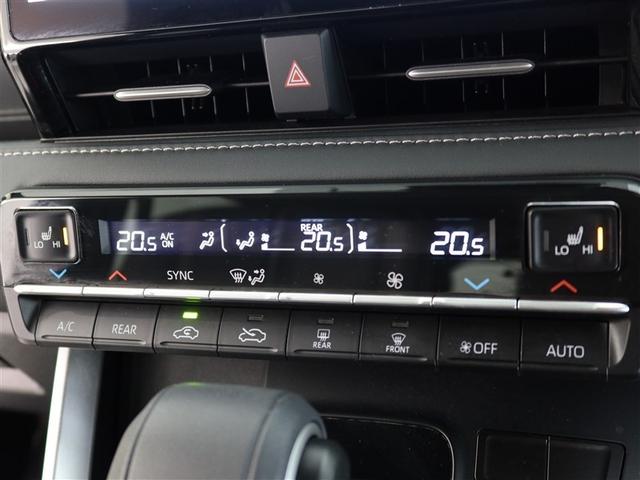 LO HI
20.5 A/C ON
REAR
20.5
20.5
LO HI
SYNC
A/C
REAR
REAR
FRONT
OFF
AUTO